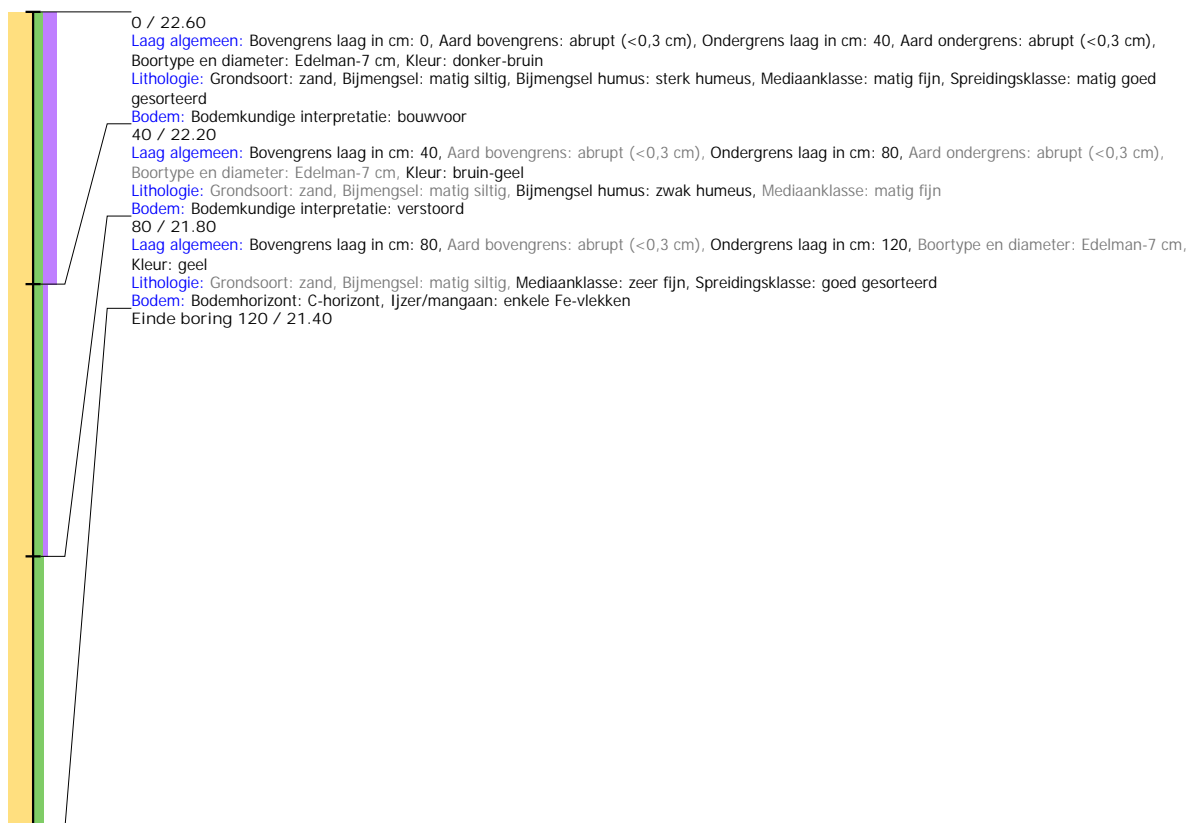 0 / 22.60
Laag algemeen: Bovengrens laag in cm: 0, Aard bovengrens: abrupt (<0,3 cm), Ondergrens laag in cm: 40, Aard ondergrens: abrupt (<0,3 cm),
Boortype en diameter: Edelman-7 cm, Kleur: donker-bruin
Lithologie: Grondsoort: zand, Bijmengsel: matig siltig, Bijmengsel humus: sterk humeus, Mediaanklasse: matig fijn, Spreidingsklasse: matig goed
gesorteerd
Bodem: Bodemkundige interpretatie: bouwvoor
40 / 22.20
Laag algemeen: Bovengrens laag in cm: 40, Aard bovengrens: abrupt (<0,3 cm), Ondergrens laag in cm: 80, Aard ondergrens: abrupt (<0,3 cm),
Boortype en diameter: Edelman-7 cm, Kleur: bruin-geel
Lithologie: Grondsoort: zand, Bijmengsel: matig siltig, Bijmengsel humus: zwak humeus, Mediaanklasse: matig fijn
Bodem: Bodemkundige interpretatie: verstoord
80 / 21.80
Laag algemeen: Bovengrens laag in cm: 80, Aard bovengrens: abrupt (<0,3 cm), Ondergrens laag in cm: 120, Boortype en diameter: Edelman-7 cm,
Kleur: geel
Lithologie: Grondsoort: zand, Bijmengsel: matig siltig, Mediaanklasse: zeer fijn, Spreidingsklasse: goed gesorteerd
Bodem: Bodemhorizont: C-horizont, Ijzer/mangaan: enkele Fe-vlekken
Einde boring 120 / 21.40